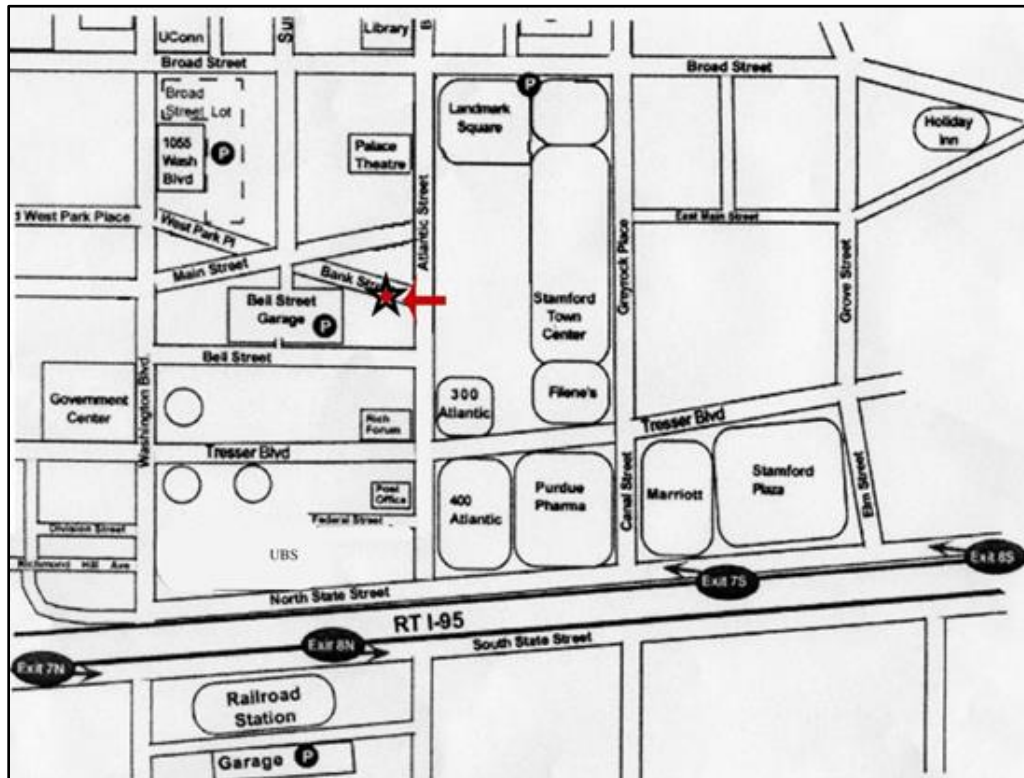 UConn
Library
Broad Street
Broad Street
P
Broad
Street Lot
Landmark
Square
Holiday
Inn
1055
Wash
Blvd
P
Palace
Theatre
Atlantic Street
West Park Place
West Park Pl
East Main Street
Main Street
Bank
Greyrock Place
Grove Street
Bell Street
Garage
P
Stamford
Town
Center
Bell Street
Washington Blvd.
Government
Center
300
Atlantic
Filene's
Rich
Forum
Tresser Blvd
Tresser Blvd
Post
Office
400
Atlantic
Purdue
Pharma
Canal Street
Marriott
Stamford
Plaza
Elm Street
Federal Street
Division Street
UBS
Richmond Hill Ave
North State Street
Exit 7S
Exit 8S
RT I-95
South State Street
Exit 8N
Exit 7N
Railroad
Station
Garage P